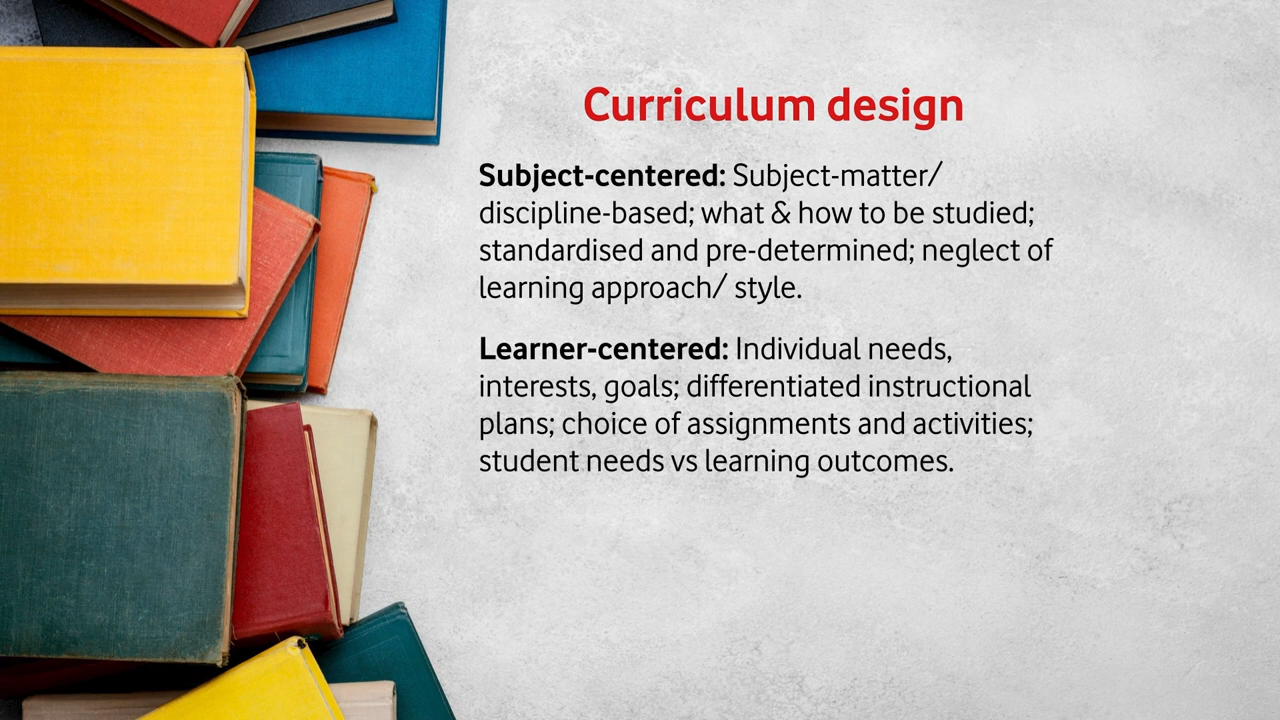 Curriculum design
Subject-centered: Subject-matter/
discipline-based; what & how to be studied;
standardised and pre-determined; neglect of
learning approach/ style.
Learner-centered: Individual needs,
interests, goals; differentiated instructional
plans; choice of assignments and activities;
student needs vs learning outcomes.